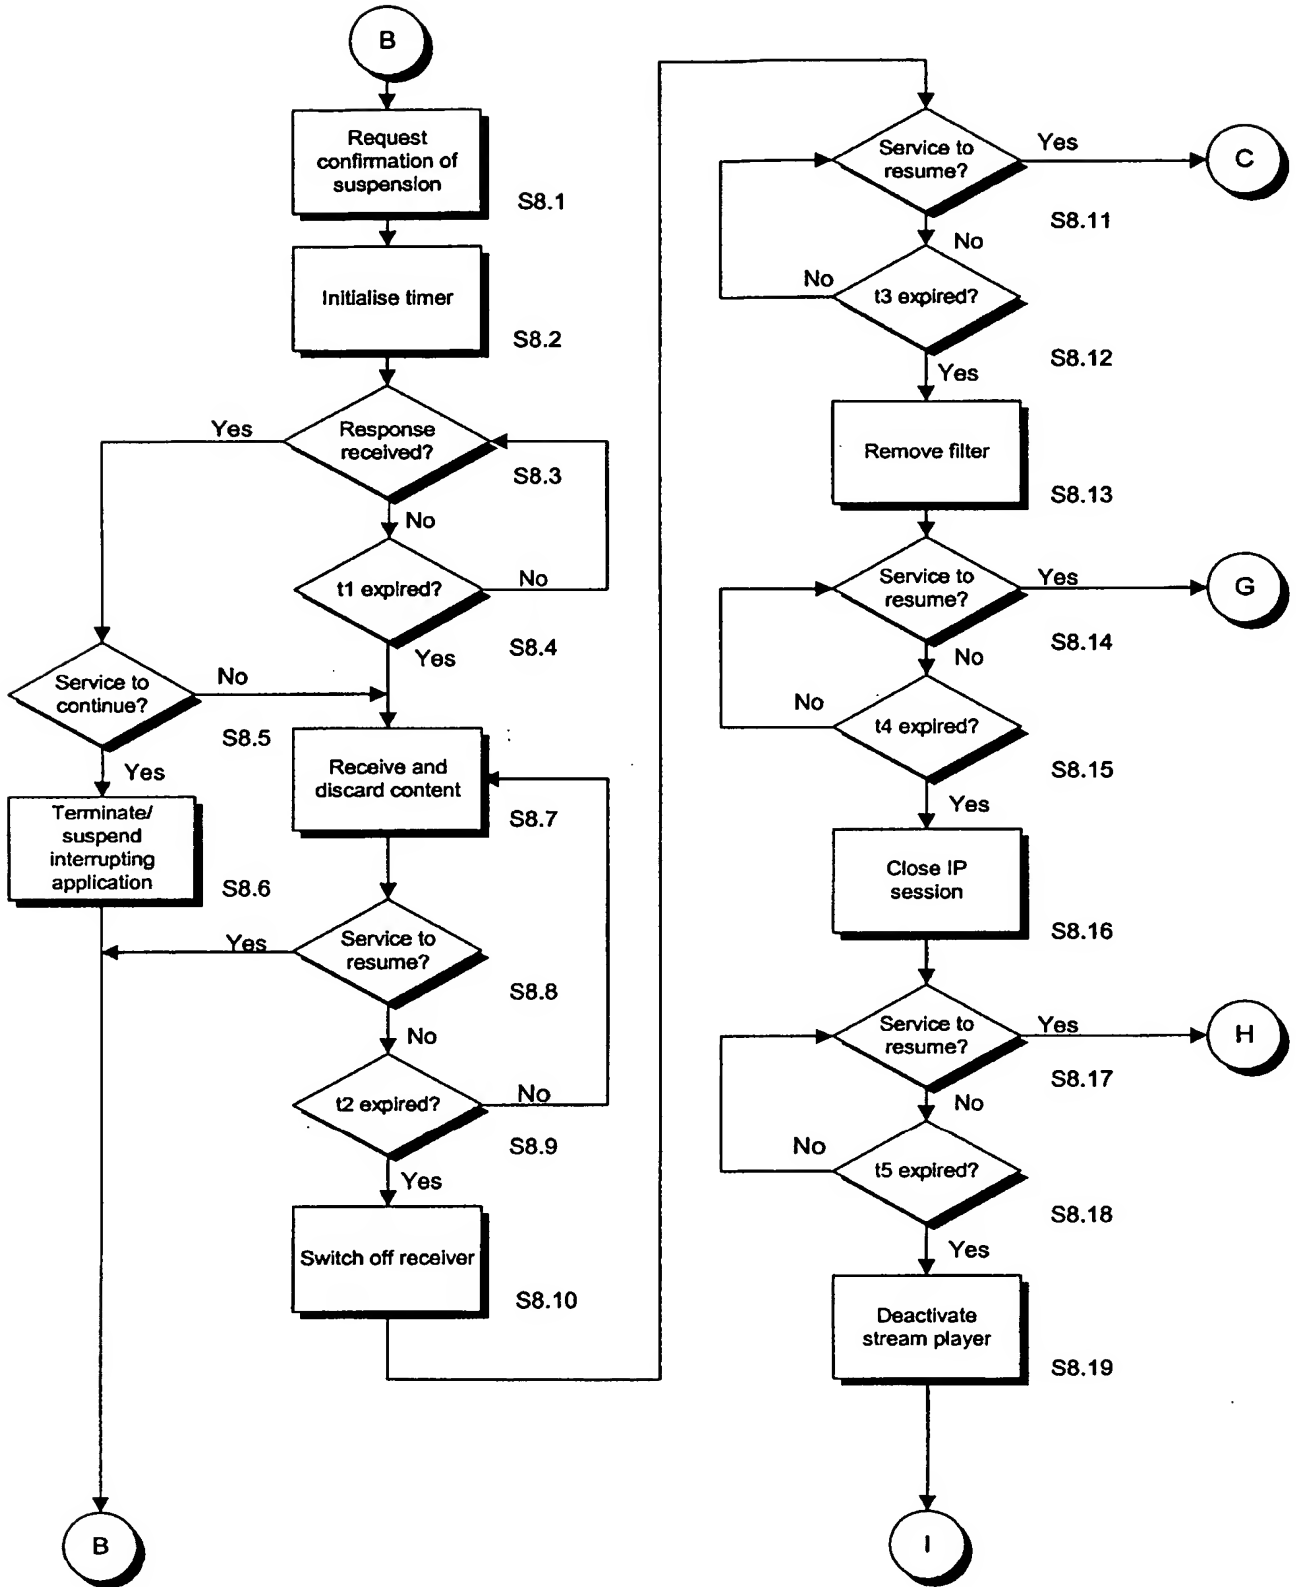 B
Request
confirmation of
suspension
S8.1
Initialise timer
S8.2
Response
received?
Yes
S8.3
No
t1 expired?
No
S8.4
Yes
Service to
continue?
No
S8.5
Yes
Terminate/
suspend
interrupting
application
S8.6
Receive and
discard content
S8.7
Service to
resume?
Yes
S8.8
No
t2 expired?
No
S8.9
Yes
Switch off receiver
S8.10
B
Service to
resume?
Yes
C
S8.11
No
t3 expired?
No
S8.12
Yes
Remove filter
S8.13
Service to
resume?
Yes
G
S8.14
No
t4 expired?
No
S8.15
Yes
Close IP
session
S8.16
Service to
resume?
Yes
H
S8.17
No
t5 expired?
No
S8.18
Yes
Deactivate
stream player
S8.19
I